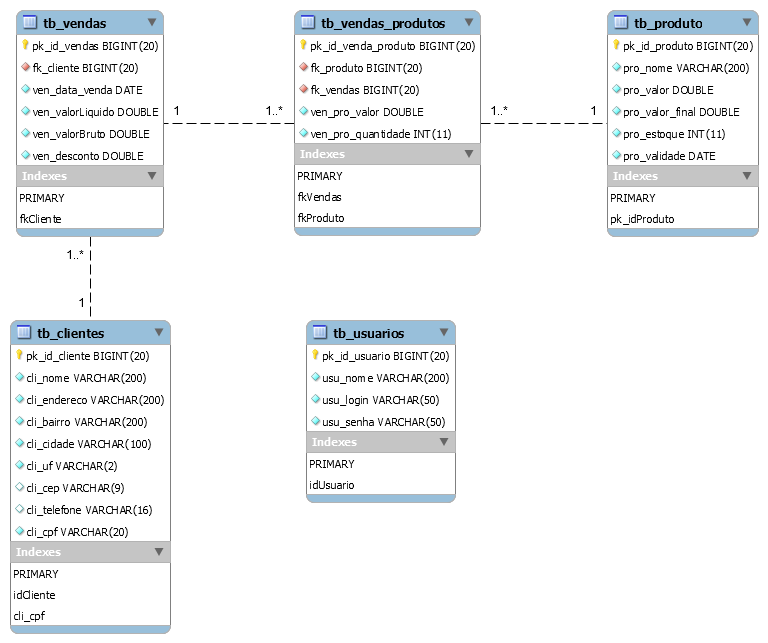 tb_vendas
pk_id_vendas BIGINT(20)
fk_cliente BIGINT(20)
ven_data_venda DATE
ven_valorLiquido DOUBLE
ven_valorBruto DOUBLE
ven_desconto DOUBLE
Indexes
PRIMARY
fkCliente
1
1..*
tb_vendas_produtos
pk_id_venda_produto BIGINT(20)
fk_produto BIGINT(20)
fk_vendas BIGINT(20)
ven_pro_valor DOUBLE
ven_pro_quantidade INT(11)
Indexes
PRIMARY
fkVendas
fkProduto
1..*
1
tb_produto
pk_id_produto BIGINT(20)
pro_nome VARCHAR(200)
pro_valor DOUBLE
pro_valor_final DOUBLE
pro_estoque INT(11)
pro_validade DATE
Indexes
PRIMARY
pk_idProduto
1..*
1
tb_clientes
pk_id_cliente BIGINT(20)
cli_nome VARCHAR(200)
cli_endereco VARCHAR(200)
cli_bairro VARCHAR(200)
cli_cidade VARCHAR(100)
cli_uf VARCHAR(2)
cli_cep VARCHAR(9)
cli_telefone VARCHAR(16)
cli_cpf VARCHAR(20)
Indexes
PRIMARY
idCliente
cli_cpf
tb_usuarios
pk_id_usuario BIGINT(20)
usu_nome VARCHAR(200)
usu_login VARCHAR(50)
usu_senha VARCHAR(50)
Indexes
PRIMARY
idUsuario